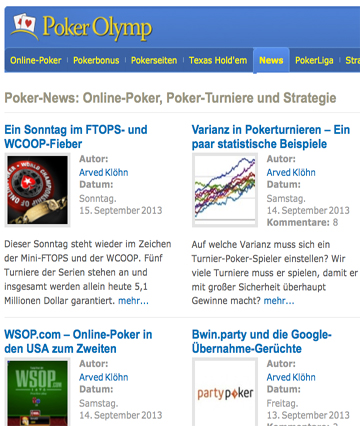 Poker Olymp
Online-Poker Pokerbonus Pokerseiten Texas Hold'em News PokerLiga Stra
Poker-News: Online-Poker, Poker-Turniere und Strategie
Ein Sonntag im FTOPS- und
WCOOP-Fieber
Autor:
Arved Klöhn
Datum:
Sonntag.
15. September 2013
Dieser Sonntag steht wieder im Zeichen
der Mini-FTOPS und der WCOOP. Fünf
Turniere der Serien stehen an und
insgesamt werden allein heute 5,1
Millionen Dollar garantiert. mehr...
Varianz in Pokerturnieren – Ein
paar statistische Beispiele
Autor:
Arved Klöhn
Datum:
Samstag.
14. September 2013
Kommentare: 8
Auf welche Varianz muss sich ein
Turnier-Poker-Spieler einstellen? Wir
viele Turniere muss er spielen, damit er
mit großer Sicherheit überhaupt
Gewinne macht? mehr...
WSOP.com – Online-Poker in
den USA zum Zweiten
WSOP.com
Autor:
Arved Klöhn
Datum:
Samstag.
14. September 2013
Bwin.party und die Google-
Übernahme-Gerüchte
partypoker
Autor:
Arved Klöhn
Datum:
Freitag.
13. September 2013